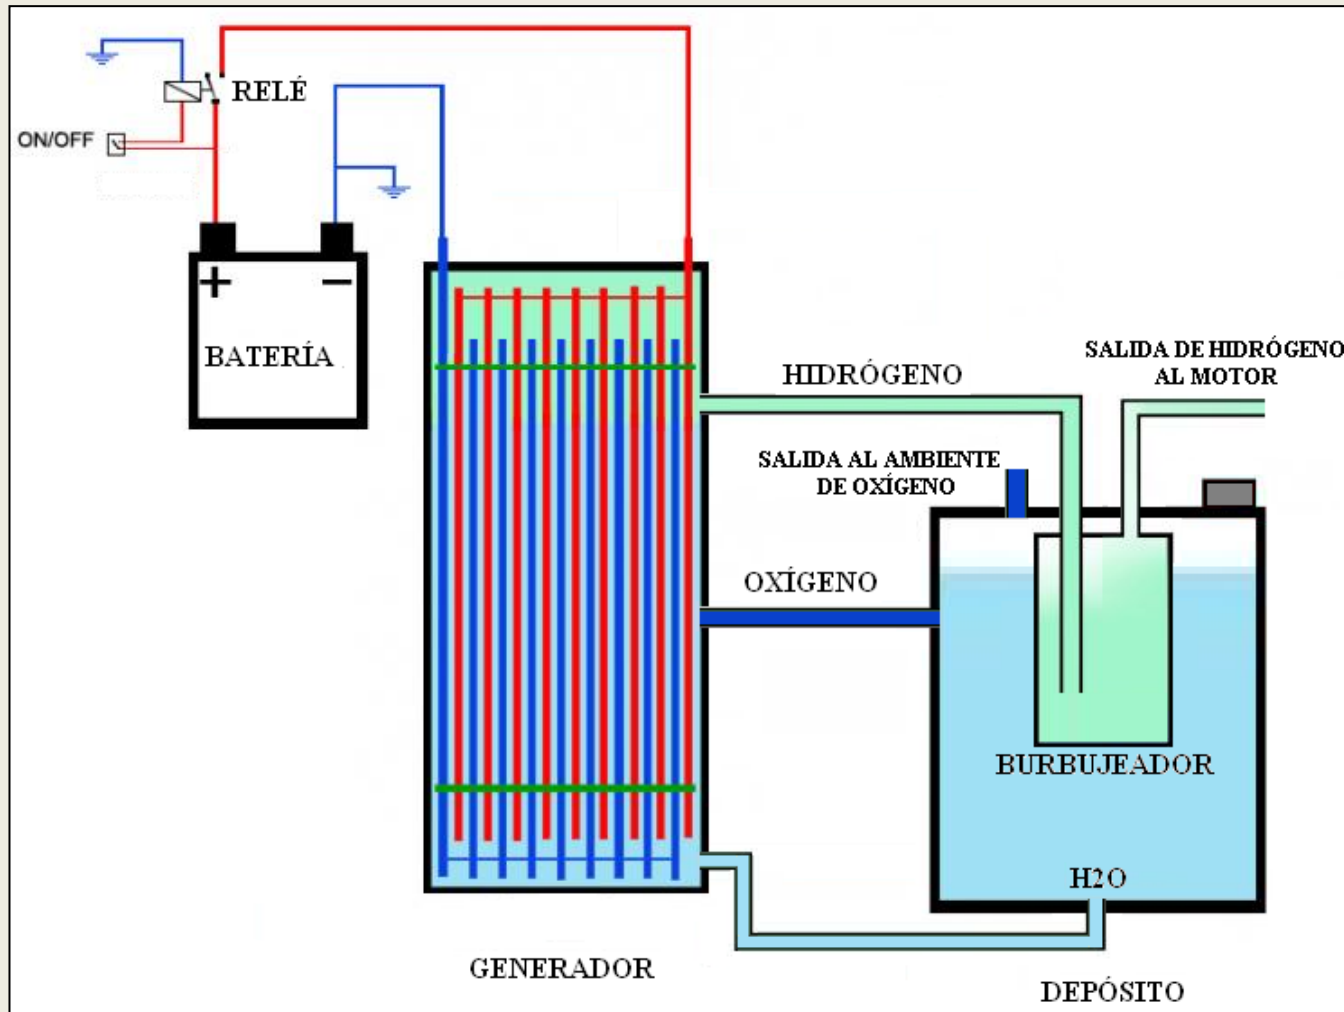 RELÉ
ON/OFF
+ −
BATERÍA
HIDRÓGENO
SALIDA DE HIDRÓGENO
AL MOTOR
SALIDA AL AMBIENTE
DE OXÍGENO
OXÍGENO
BURBUJEADOR
H2O
GENERADOR
DEPÓSITO